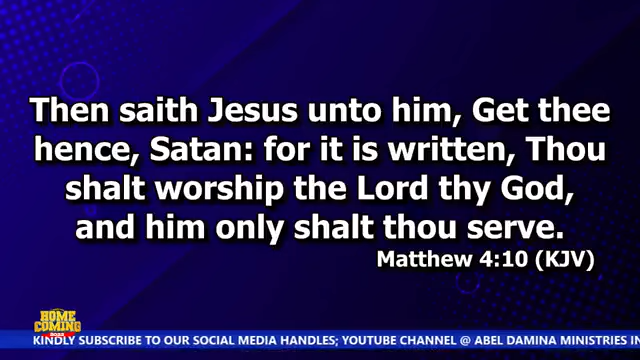 Then saith Jesus unto him, Get thee
hence, Satan: for it is written, Thou
shalt worship the Lord thy God,
and him only shalt thou serve.
Matthew 4:10 (KJV)
HOME
COMING
2022
KINDLY SUBSCRIBE TO OUR SOCIAL MEDIA HANDLES; YOUTUBE CHANNEL @ ABEL DAMINA MINISTRIES IN